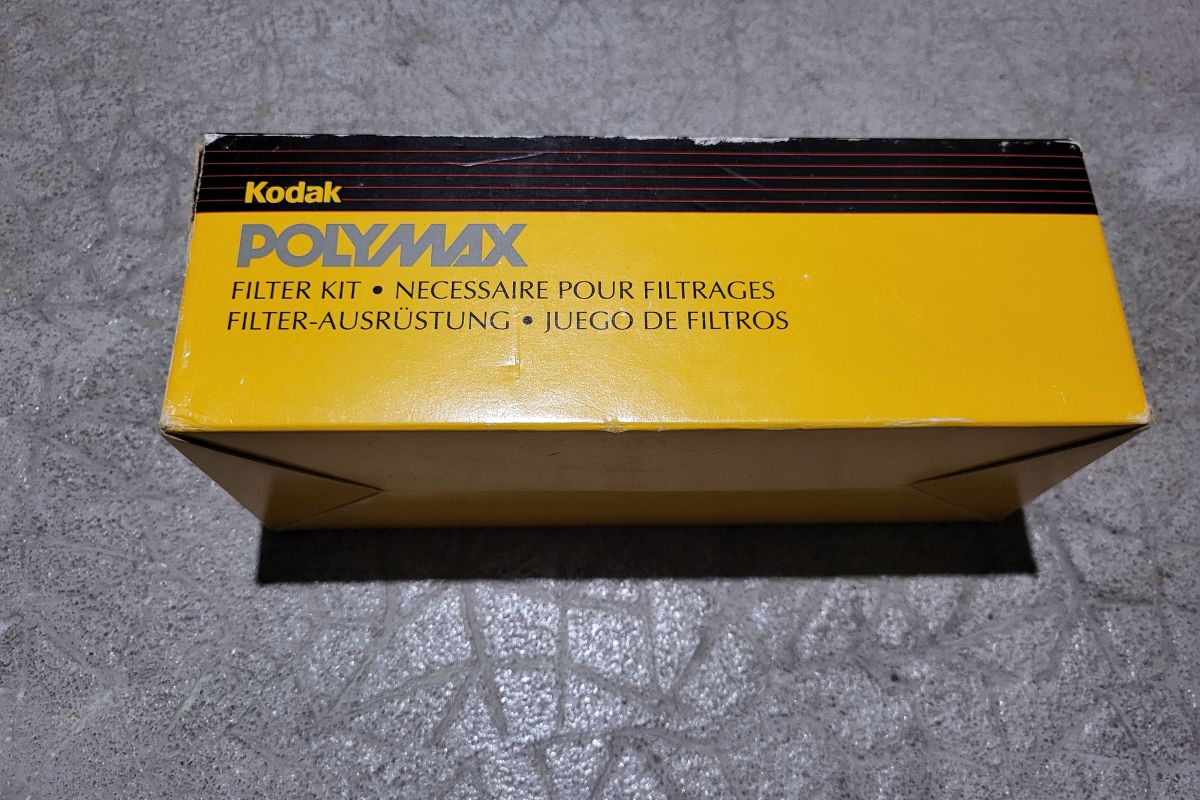 Kodak
POLYMAX
FILTER KIT • NECESSAIRE POUR FILTRAGES
FILTER-AUSRÜSTUNG • JUEGO DE FILTROS